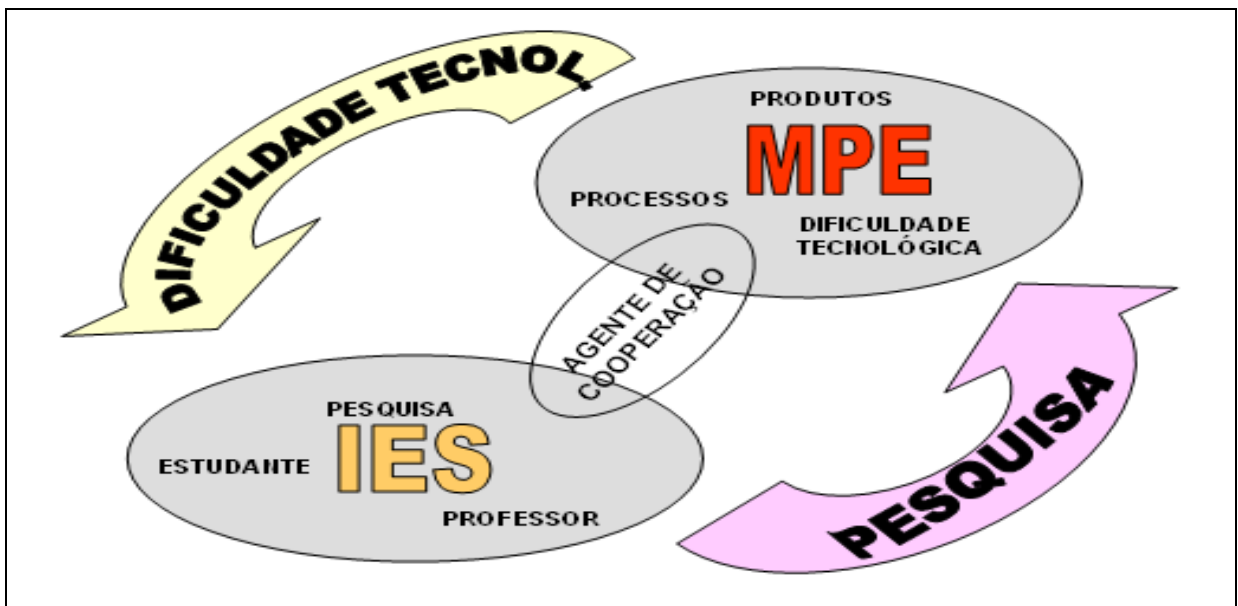 DIFICULDADE TECNOL.
PRODUTOS
MPE
PROCESSOS
DIFICULDADE
TECNOLÓGICA
AGENTE DE
COOPERAÇÃO
PESQUISA
IES
ESTUDANTE
PROFESSOR
PESQUISA